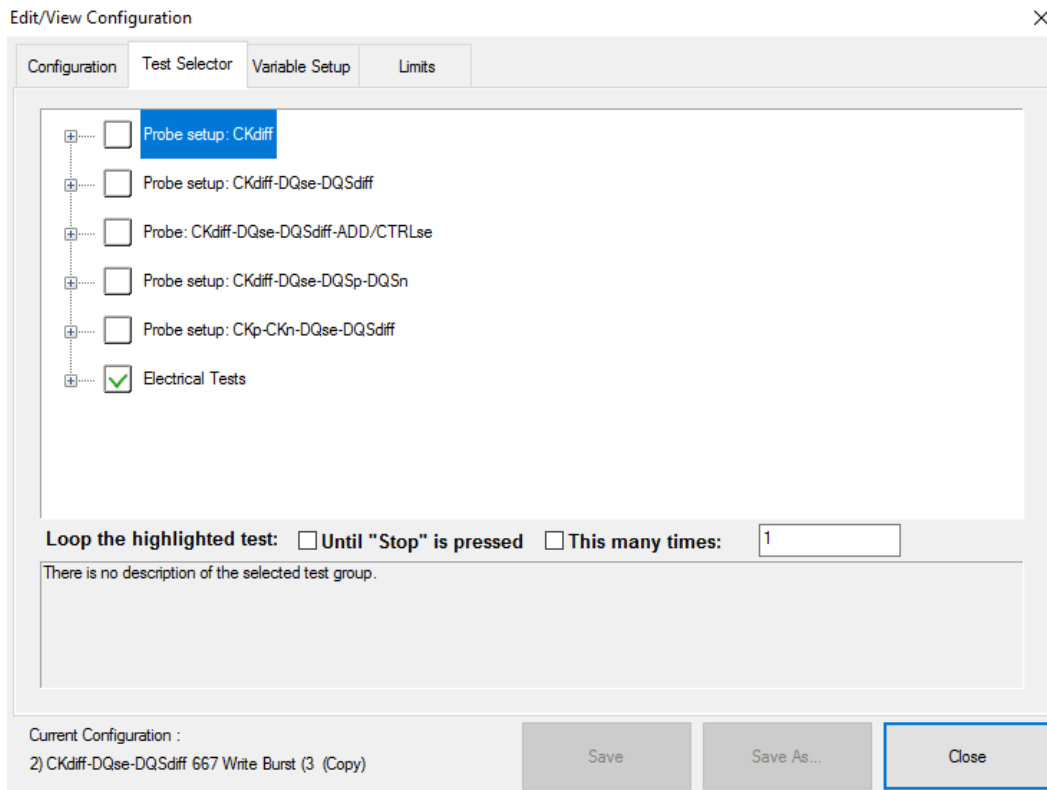 Edit/View Configuration
Configuration Test Selector Variable Setup Limits
Probe setup: CKdiff
Probe setup: CKdiff-DQse-DQSdiff
Probe: CKdiff-DQse-DQSdiff-ADD/CTRLse
Probe setup: CKdiff-DQse-DQSp-DQSn
Probe setup: CKp-CKn-DQse-DQSdiff
Electrical Tests
Loop the highlighted test: Until "Stop" is pressed This many times: 1
There is no description of the selected test group.
Current Configuration :
2) CKdiff-DQse-DQSdiff 667 Write Burst (3 (Copy)
Save Save As... Close